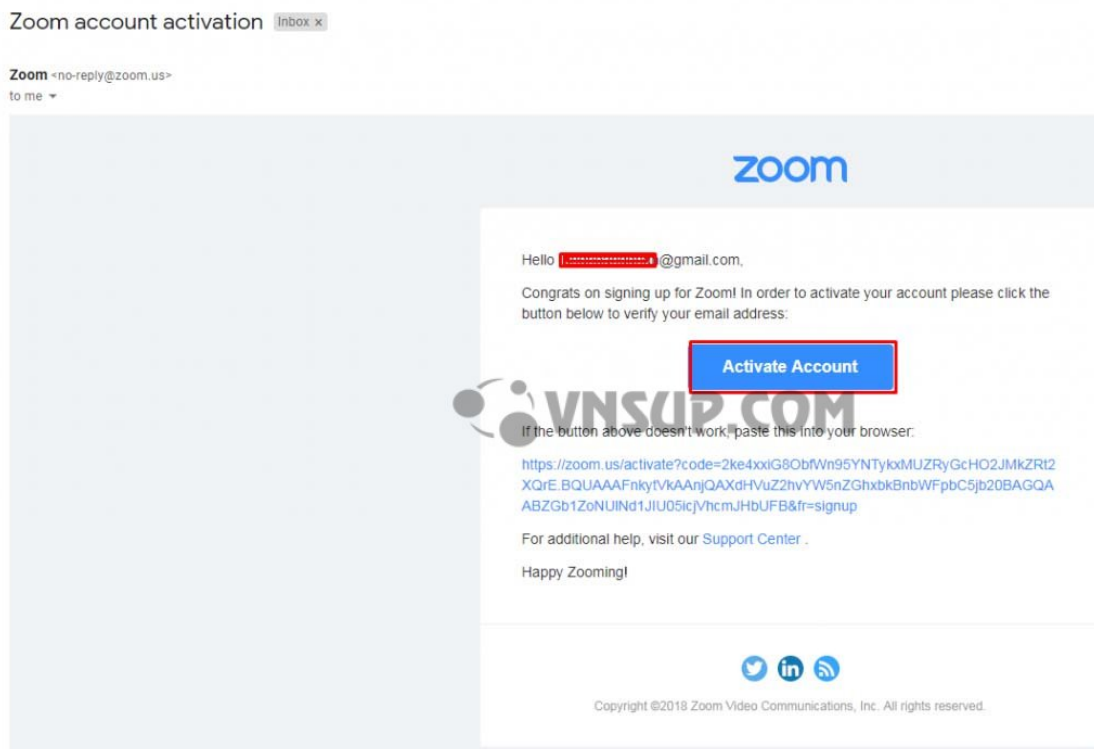 Zoom account activation Inbox x
Zoom <no-reply@zoom.us>
to me
zoom
Hello @gmail.com,
Congrats on signing up for Zoom! In order to activate your account please click the
button below to verify your email address:
Activate Account
VNSUP.COM
If the button above doesn't work, paste this into your browser:
https://zoom.us/activate?code=2ke4xxiG8ObfWn95YNTykxMUZRyGcHO2JMkZRt2
XQrE.BQUAAAFnkytVkAAnjQAXdHVuZ2hvYW5nZGhxbkBnbWFpbC5jb20BAGQA
ABZGb1ZoNUlNd1JIU05icjVhcmJHbUFB&fr=signup
For additional help, visit our Support Center .
Happy Zooming!
in
Copyright ©2018 Zoom Video Communications, Inc. All rights reserved.